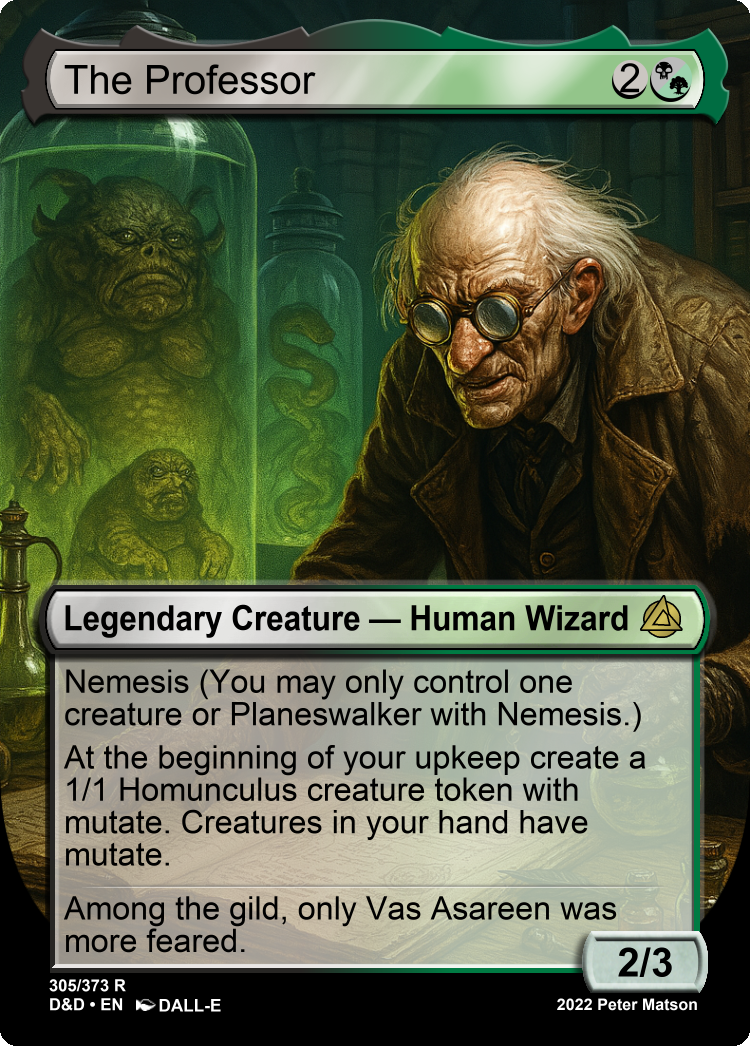 The Professor 2
Legendary Creature — Human Wizard
Nemesis (You may only control one
creature or Planeswalker with Nemesis.)
At the beginning of your upkeep create a
1/1 Homunculus creature token with
mutate. Creatures in your hand have
mutate.
Among the gild, only Vas Asareen was
more feared.
2/3
305/373 R
D&D • EN DALL-E
2022 Peter Matson